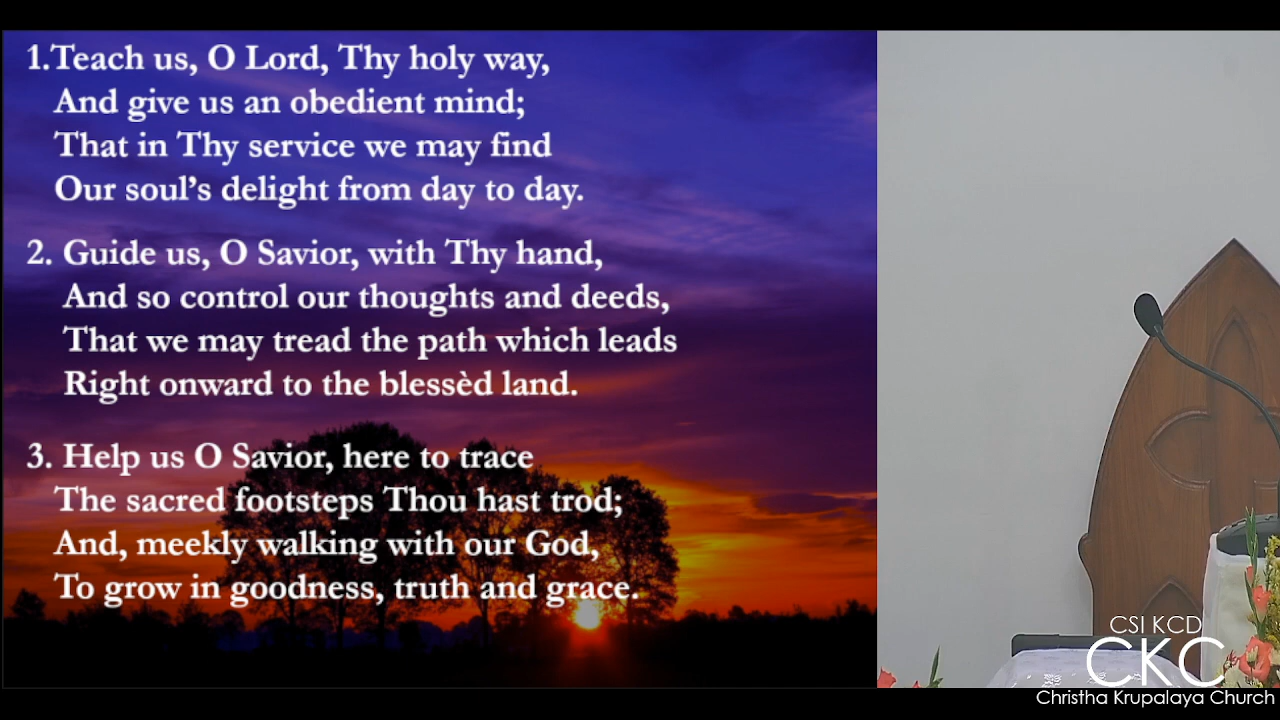 1.Teach us, O Lord, Thy holy way,
And give us an obedient mind;
That in Thy service we may find
Our soul’s delight from day to day.
2. Guide us, O Savior, with Thy hand,
And so control our thoughts and deeds,
That we may tread the path which leads
Right onward to the blessèd land.
3. Help us O Savior, here to trace
The sacred footsteps Thou hast trod;
And, meekly walking with our God,
To grow in goodness, truth and grace.
CSI KCD
CKC
Christha Krupalaya Church